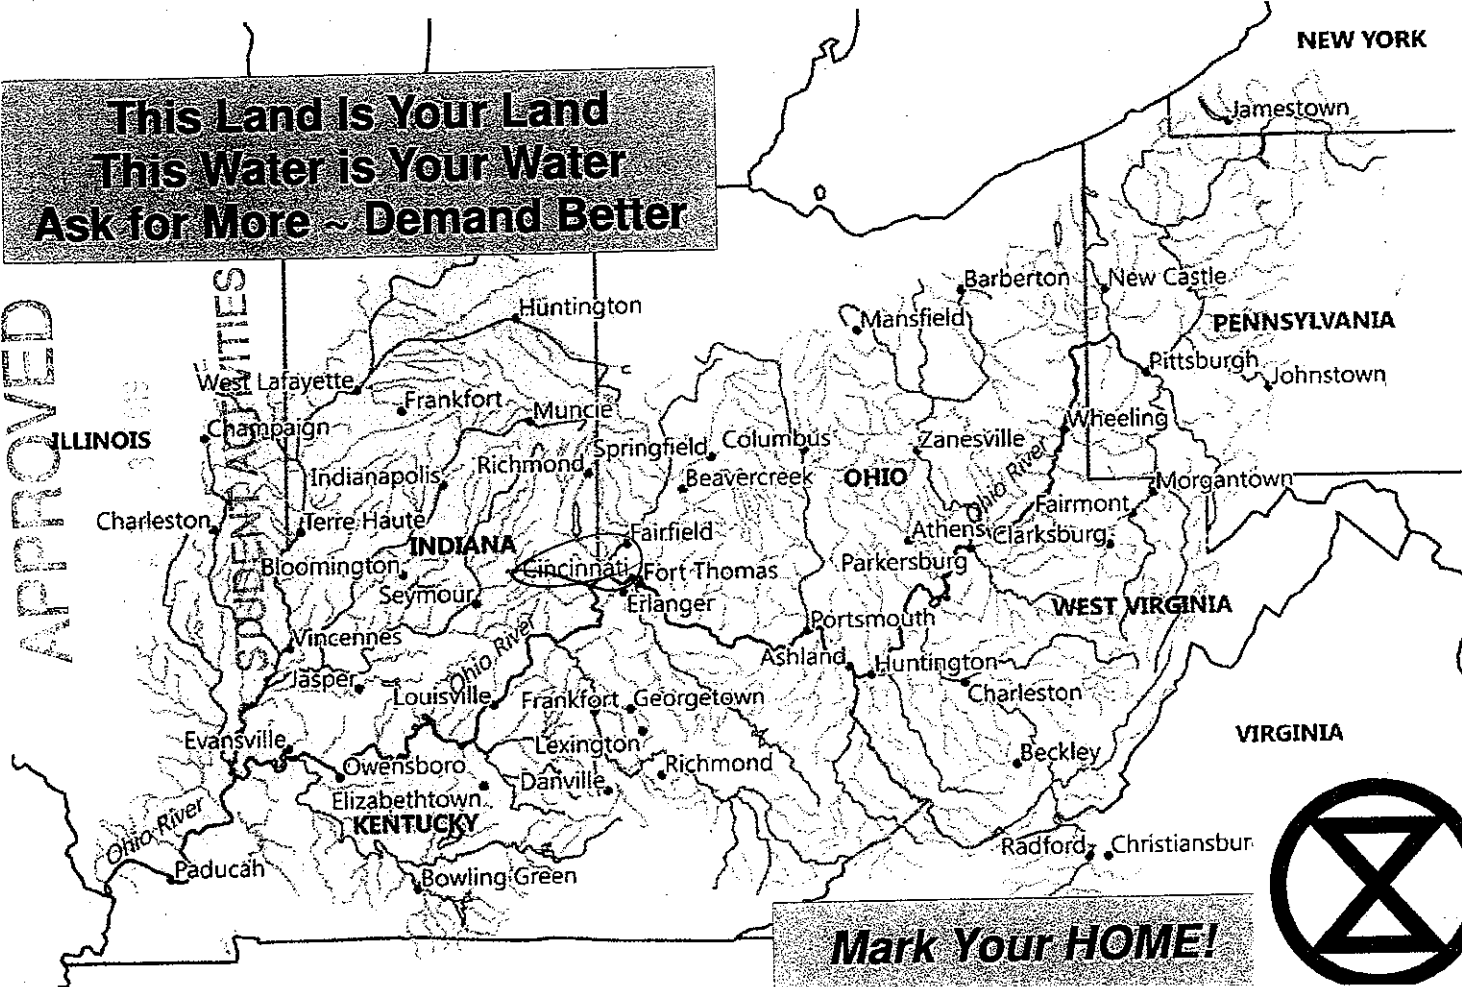 NEW YORK
Jamestown
This Land Is Your Land
This Water is Your Water
Ask for More ~ Demand Better
APPROVED
STUDENT ACTIVITIES
Huntington
Barberton
New Castle
Mansfield
PENNSYLVANIA
Pittsburgh
Johnstown
West Lafayette
Frankfort
Muncie
Wheeling
Champaign
ILLINOIS
Springfield
Columbus
Zanesville
Richmond
Indianapolis
Beavercreek
OHIO
Ohio River
Morgantown
Fairmont
Charleston
Terre Haute
Fairfield
Athens
Clarksburg
INDIANA
Bloomington
Cincinnati
Fort Thomas
Parkersburg
Seymour
Erlanger
WEST VIRGINIA
Portsmouth
Vincennes
Ohio River
Ashland
Huntington
Jasper
Louisville
Frankfort
Georgetown
Charleston
VIRGINIA
Evansville
Lexington
Beckley
Owensboro
Richmond
Danville
Elizabethtown
KENTUCKY
Ohio River
Radford
Christiansbur
Paducah
Bowling Green
Mark Your HOME!